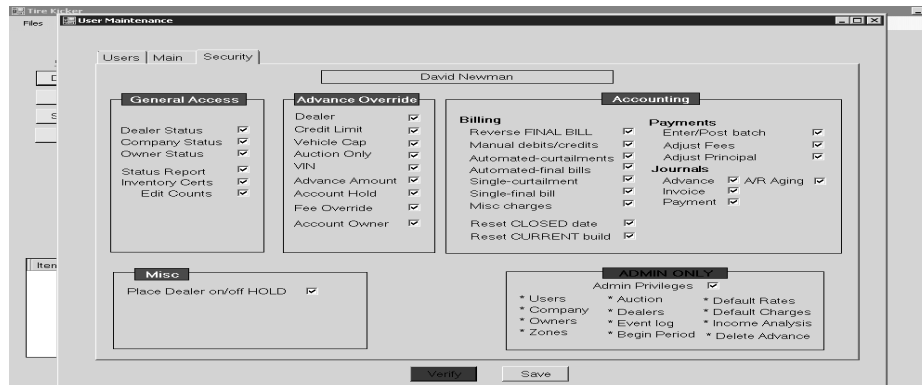 Tire Kicker
Files
User Maintenance
Users Main Security
David Newman
General Access
Dealer Status
Company Status
Owner Status
Status Report
Inventory Certs
Edit Counts
Advance Override
Dealer
Credit Limit
Vehicle Cap
Auction Only
VIN
Advance Amount
Account Hold
Fee Override
Account Owner
Accounting
Billing
Reverse FINAL BILL
Manual debits/credits
Automated-curtailments
Automated-final bills
Single-curtailment
Single-final bill
Misc charges
Reset CLOSED date
Reset CURRENT build
Payments
Enter/Post batch
Adjust Fees
Adjust Principal
Journals
Advance A/R Aging
Invoice
Payment
Misc
Place Dealer on/off HOLD
ADMIN ONLY
Admin Privileges
* Users * Auction * Default Rates
* Company * Dealers * Default Charges
* Owners * Event log * Income Analysis
* Zones * Begin Period * Delete Advance
Verify Save